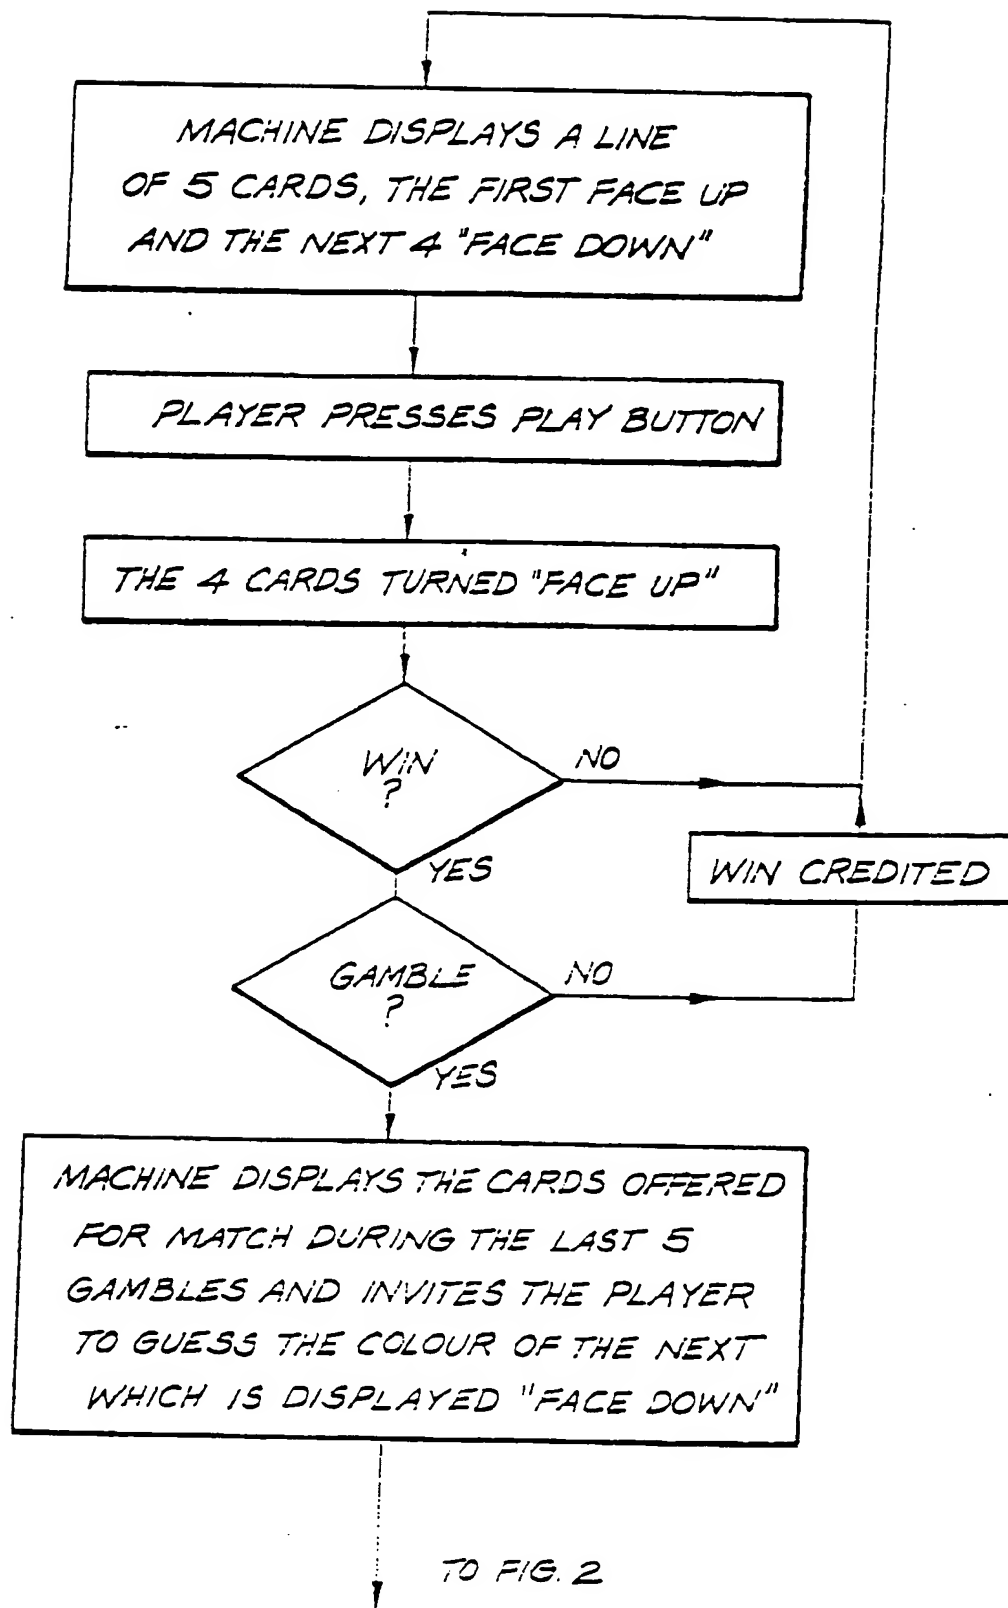 MACHINE DISPLAYS A LINE
OF 5 CARDS, THE FIRST FACE UP
AND THE NEXT 4 "FACE DOWN"
PLAYER PRESSES PLAY BUTTON
THE 4 CARDS TURNED "FACE UP"
WIN
?
NO
YES
WIN CREDITED
GAMBLE
?
NO
YES
MACHINE DISPLAYS THE CARDS OFFERED
FOR MATCH DURING THE LAST 5
GAMBLES AND INVITES THE PLAYER
TO GUESS THE COLOUR OF THE NEXT
WHICH IS DISPLAYED "FACE DOWN"
TO FIG. 2